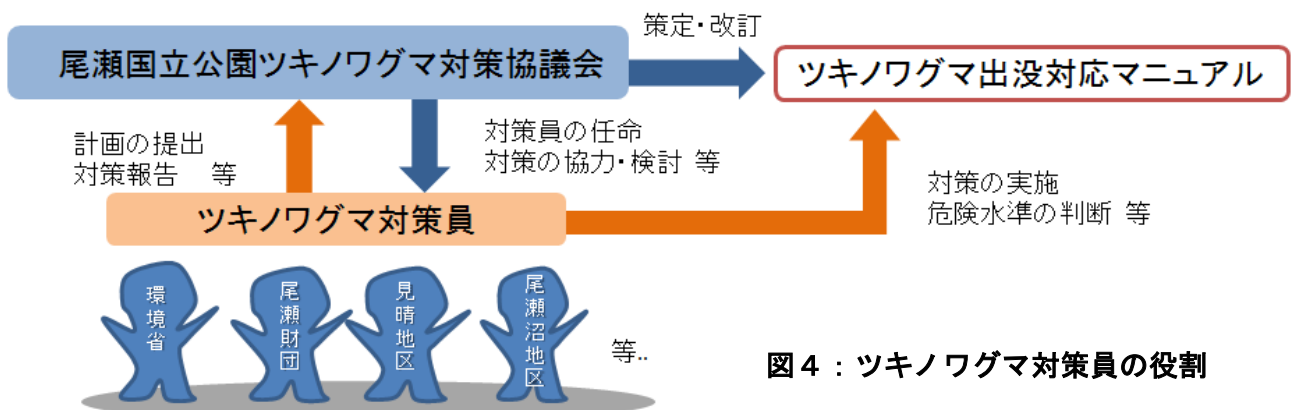 策定・改訂
尾瀬国立公園ツキノワグマ対策協議会
ツキノワグマ出没対応マニュアル
計画の提出
対策報告 等
対策員の任命
対策の協力・検討 等
対策の実施
危険水準の判断 等
ツキノワグマ対策員
環境省
尾瀬財団
見晴地区
尾瀬沼地区
等..
図４：ツキノワグマ対策員の役割